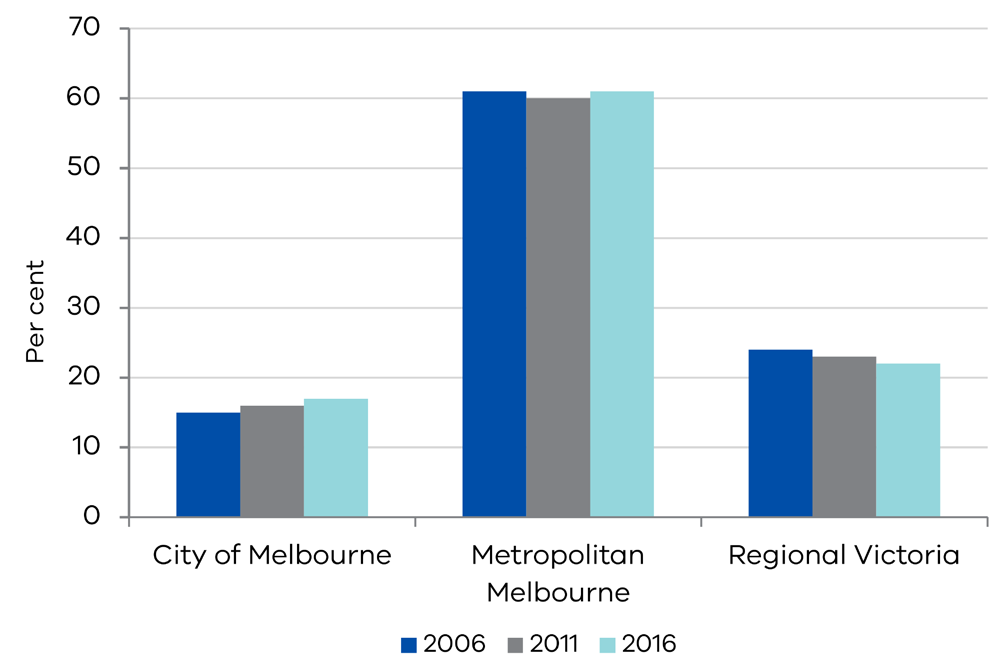 70
60
50
40
30
20
10
0
Per cent
City of Melbourne
Metropolitan
Melbourne
Regional Victoria
2006 2011 2016